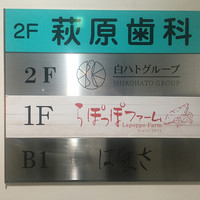 2F 萩原歯科
2F 白ハトグループ
SHIROHATO GROUP
1F らぽっぽファーム
Lapoppo Farm
B1